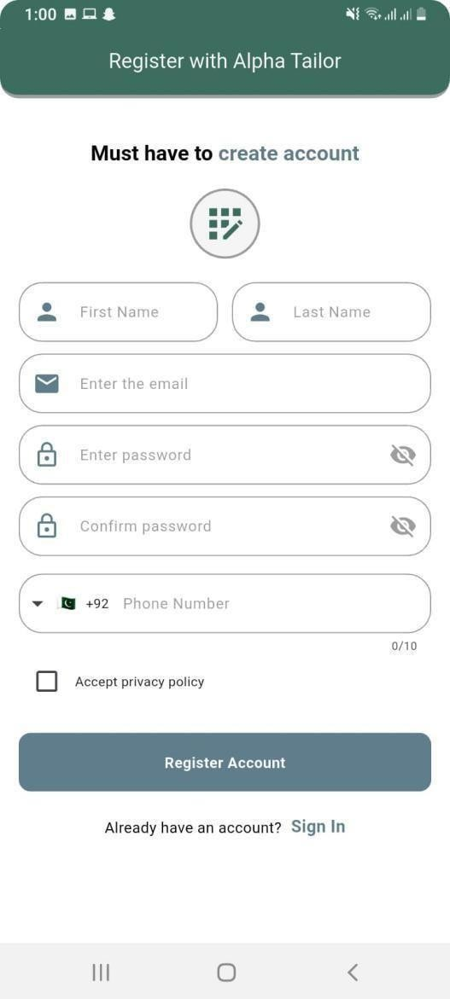 1:00
Register with Alpha Tailor
Must have to create account
First Name Last Name
Enter the email
Enter password
Confirm password
+92 Phone Number
0/10
Accept privacy policy
Register Account
Already have an account? Sign In